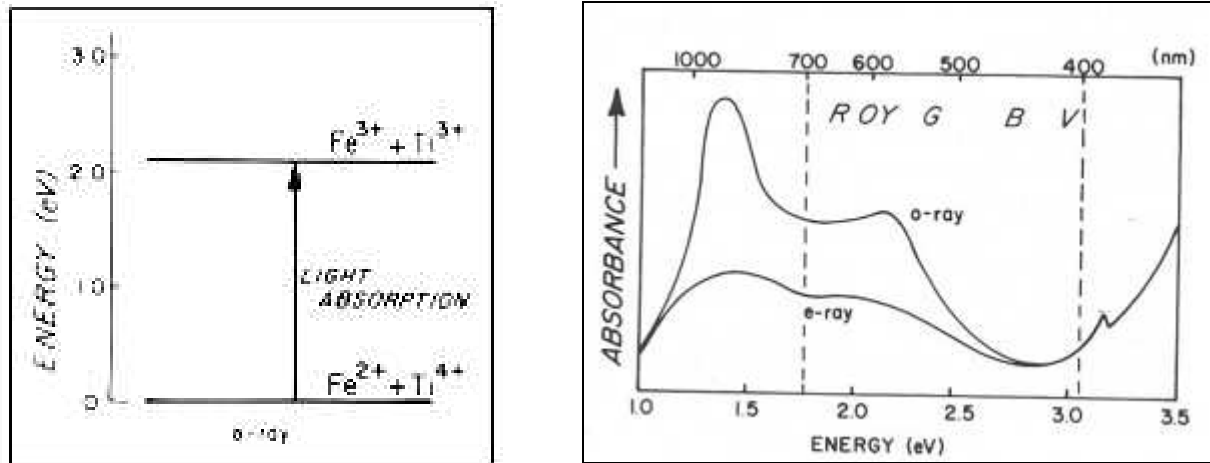 3.0
2.0
1.0
0
ENERGY (eV)
Fe3+ + Ti3+
LIGHT
ABSORPTION
Fe2+ + Ti4+
o-ray
1000 700 600 500 400 (nm)
R O Y G B V
ABSORBANCE
o-ray
e-ray
1.0 1.5 2.0 2.5 3.0 3.5
ENERGY (eV)